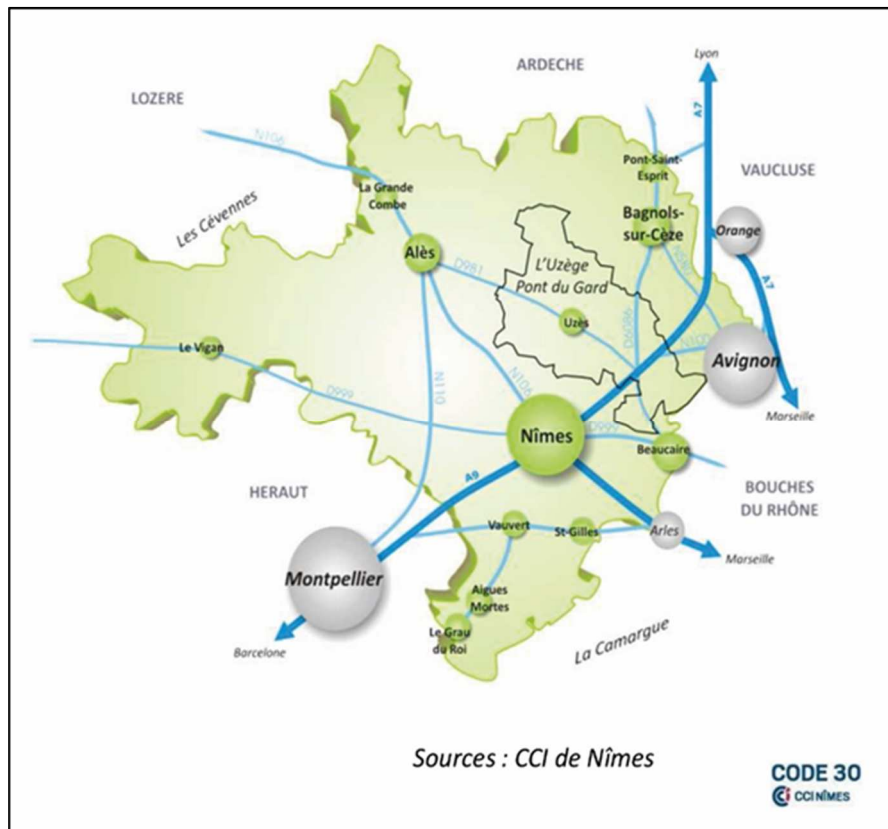 Lyon
ARDECHE
LOZERE
A7
N106
Pont-Saint-
Esprit
VAUCLUSE
La Grande
Combe
Les Cévennes
Bagnols-
sur-Cèze
Orange
Alès
D981
L'Uzège
Pont du Gard
N580
A7
Uzès
D6086
N100
Le Vigan
Avignon
N110
N106
D999
Marseille
Nîmes
D999
Beaucaire
A9
HERAUT
BOUCHES
DU RHÔNE
Vauvert
St-Gilles
Arles
Marseille
Montpellier
Aigues
Mortes
Le Grau
du Roi
La Camargue
Barcelone
Sources : CCI de Nîmes
CODE 30
CCI NÎMES